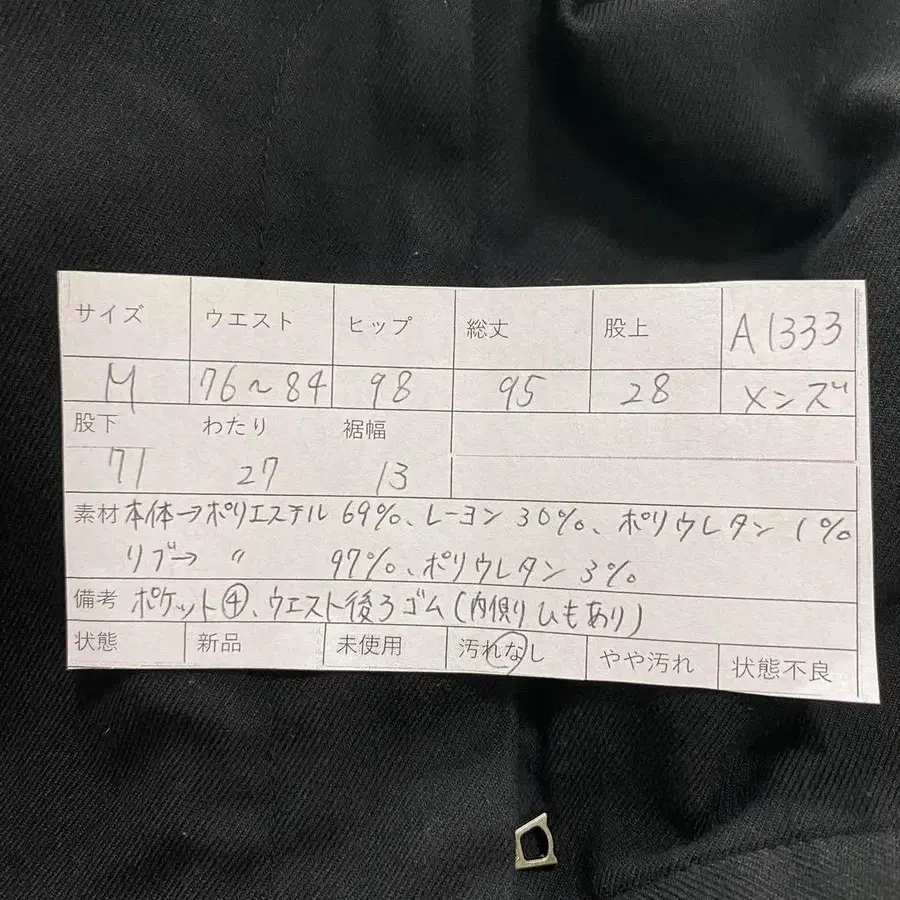 サイズ ウエスト ヒップ 総丈 股上 A1333
M 76～84 98 95 28 メンズ
股下 わたり 裾幅
71 27 13
素材 本体→ポリエステル 69%、レーヨン 30%、ポリウレタン 1%
リブ→ 〃 97%、ポリウレタン 3%
備考 ポケット④、ウエスト後ろゴム(内側りひもあり)
状態 新品 未使用 汚れなし やや汚れ 状態不良